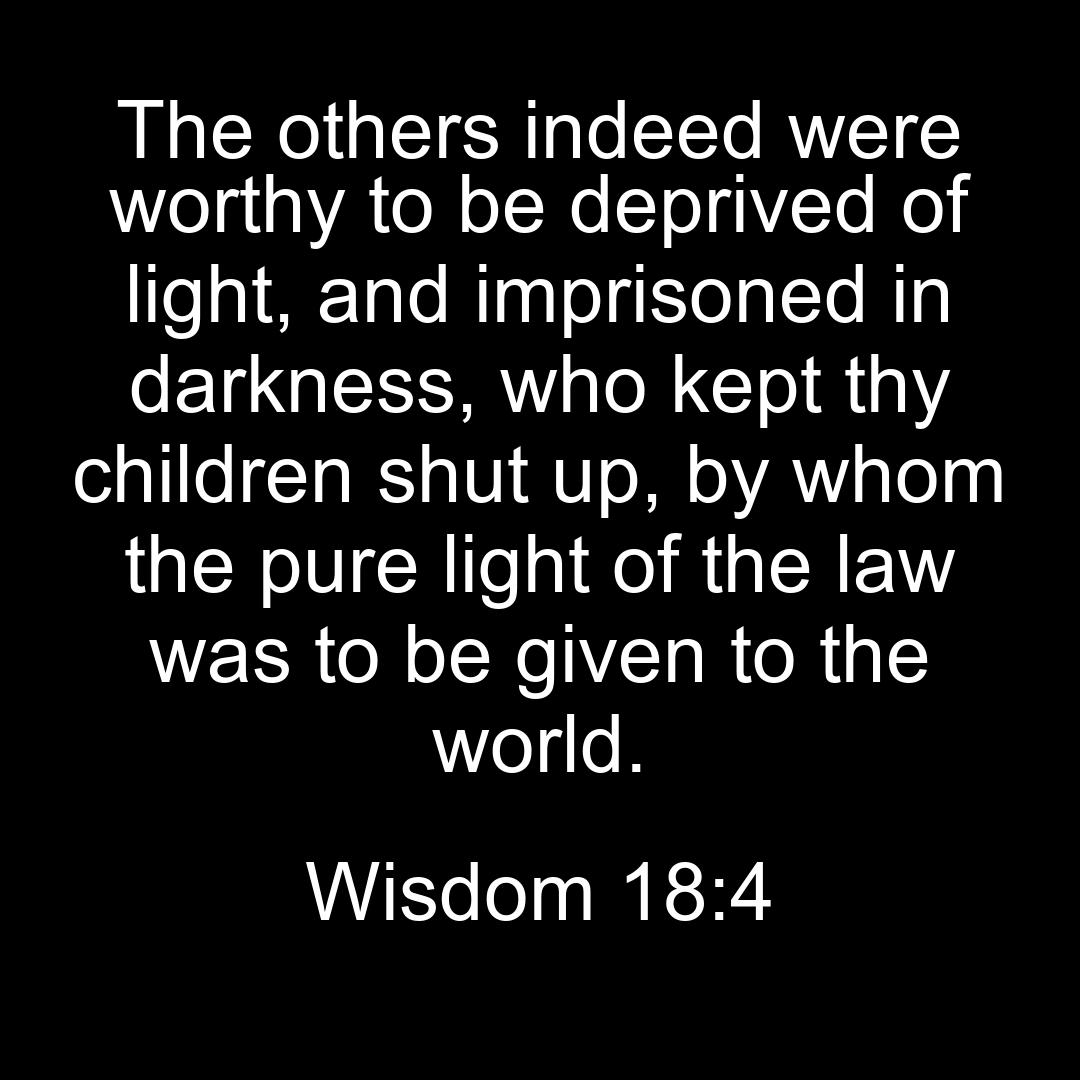 The others indeed were
worthy to be deprived of
light, and imprisoned in
darkness, who kept thy
children shut up, by whom
the pure light of the law
was to be given to the
world.
Wisdom 18:4